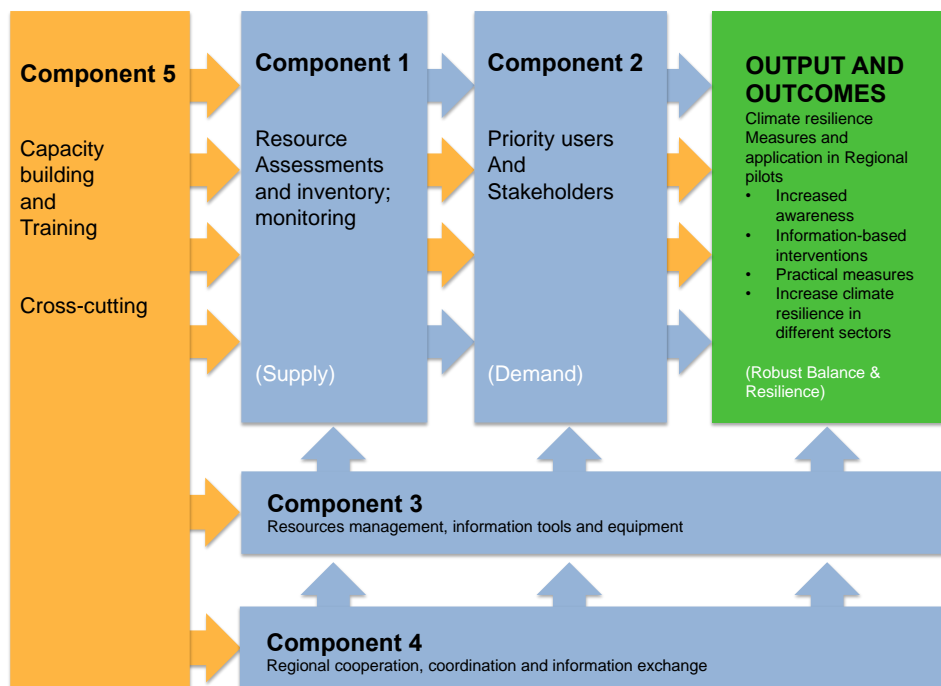 Component 5
Capacity
building
and
Training
Cross-cutting
Component 1
Resource
Assessments
and inventory;
monitoring
(Supply)
Component 2
Priority users
And
Stakeholders
(Demand)
OUTPUT AND
OUTCOMES
Climate resilience
Measures and
application in Regional
pilots
• Increased
awareness
• Information-based
interventions
• Practical measures
• Increase climate
resilience in
different sectors
(Robust Balance &
Resilience)
Component 3
Resources management, information tools and equipment
Component 4
Regional cooperation, coordination and information exchange